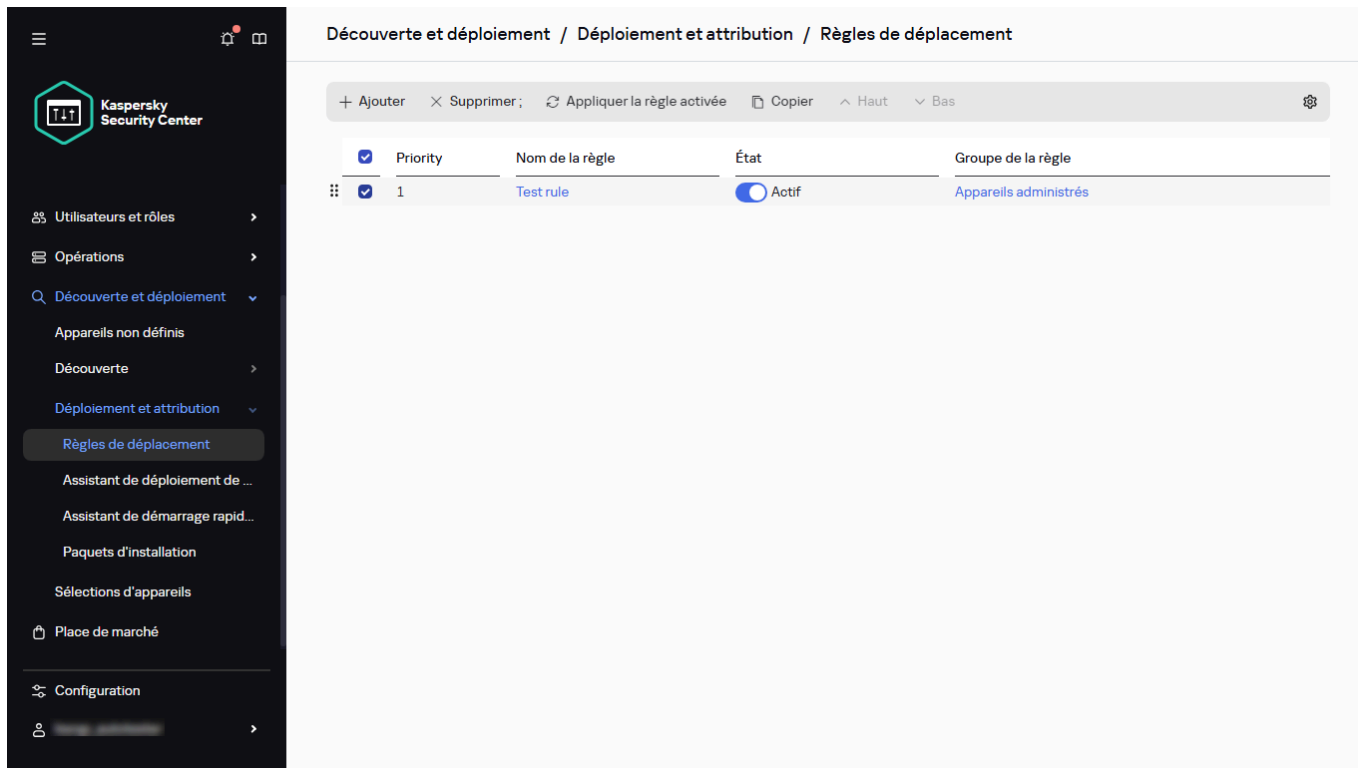 Découverte et déploiement / Déploiement et attribution / Règles de déplacement
Kaspersky
Security Center
Utilisateurs et rôles
Opérations
Découverte et déploiement
Appareils non définis
Découverte
Déploiement et attribution
Règles de déplacement
Assistant de déploiement de ...
Assistant de démarrage rapid...
Paquets d'installation
Sélections d'appareils
Place de marché
Configuration
Ajouter Supprimer ; Appliquer la règle activée Copier Haut Bas
Priority Nom de la règle État Groupe de la règle
1 Test rule Actif Appareils administrés